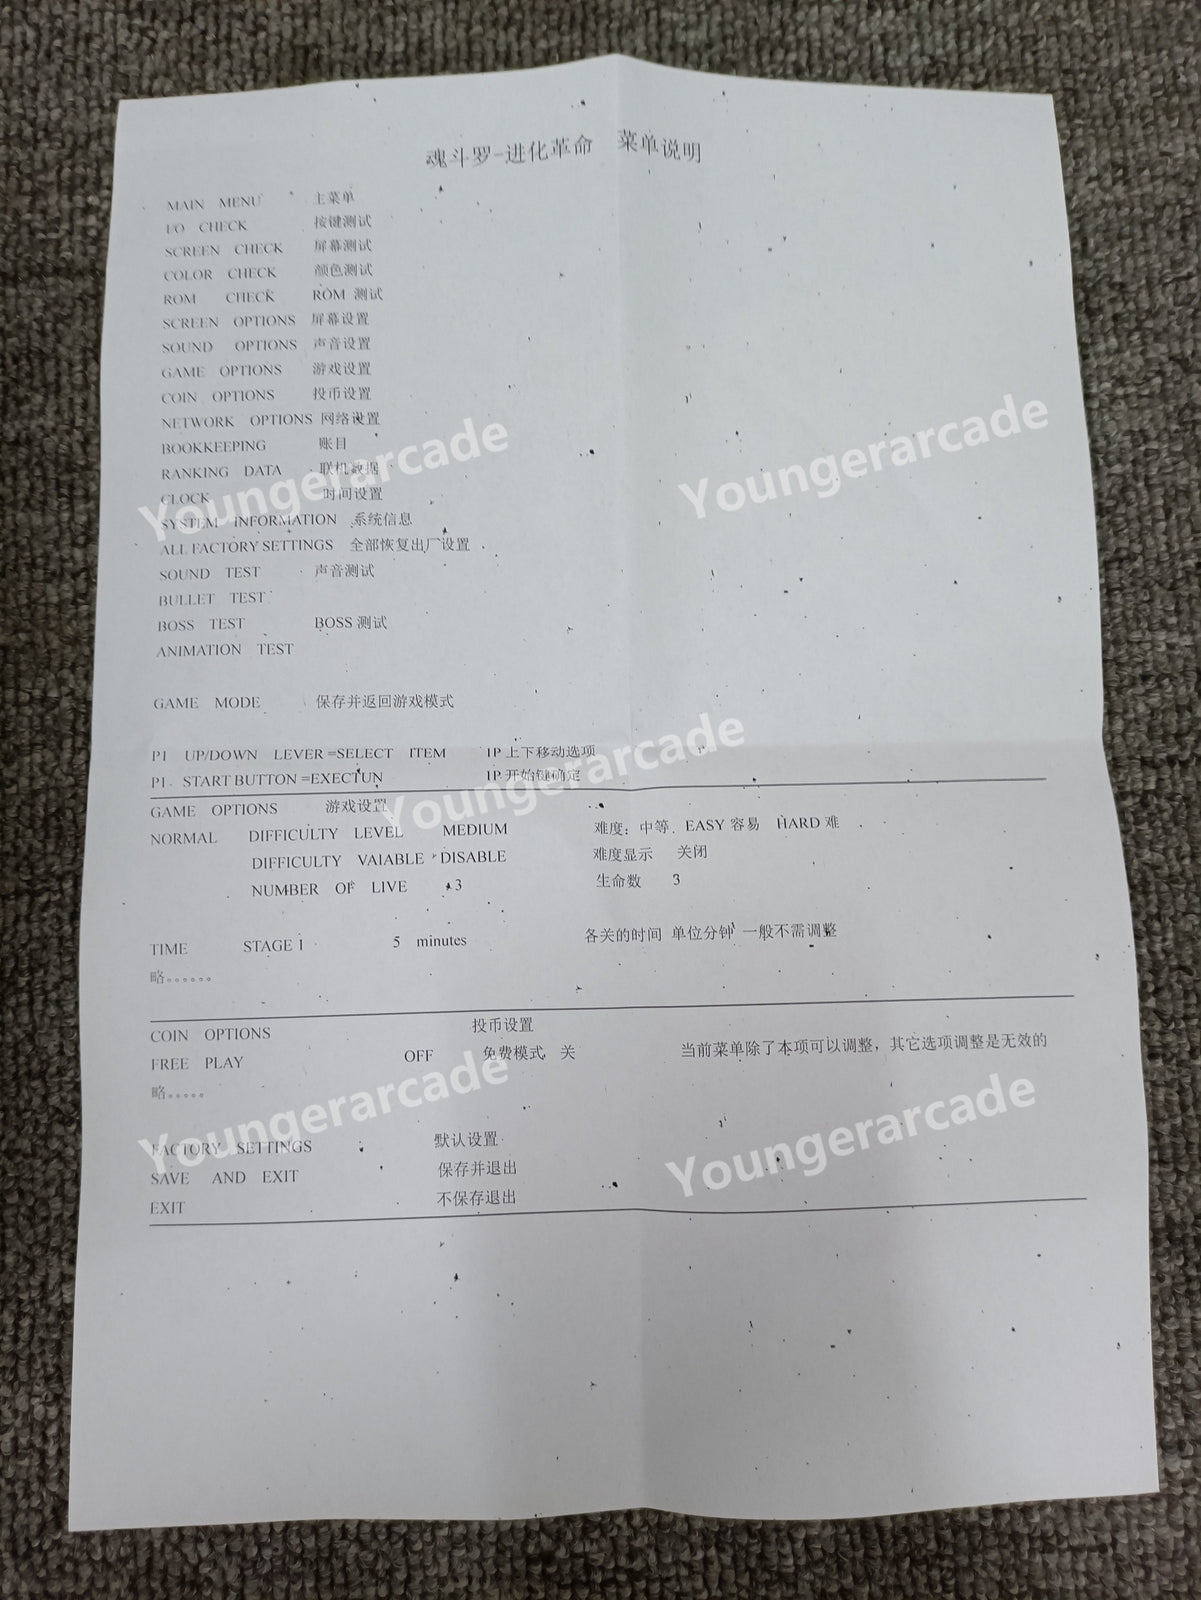 魂斗罗-进化革命 菜单说明
MAIN MENU 主菜单
I/O CHECK 按键测试
SCREEN CHECK 屏幕测试
COLOR CHECK 颜色测试
ROM CHECK ROM 测试
SCREEN OPTIONS 屏幕设置
SOUND OPTIONS 声音设置
GAME OPTIONS 游戏设置
COIN OPTIONS 投币设置
NETWORK OPTIONS 网络设置
BOOKKEEPING 账目
RANKING DATA 联机数据
CLOCK 时间设置
SYSTEM INFORMATION 系统信息
ALL FACTORY SETTINGS 全部恢复出厂设置
SOUND TEST 声音测试
BULLET TEST
BOSS TEST BOSS 测试
ANIMATION TEST
GAME MODE 保存并返回游戏模式
P1 UP/DOWN LEVER =SELECT ITEM 1P 上下移动选项
P1 START BUTTON =EXECTUN 1P 开始键确定
GAME OPTIONS 游戏设置
NORMAL DIFFICULTY LEVEL MEDIUM 难度：中等 EASY 容易 HARD 难
DIFFICULTY VAIABLE DISABLE 难度显示 关闭
NUMBER OF LIVE 3 生命数 3
TIME STAGE 1 5 minutes 各关的时间 单位分钟 一般不需调整
略。。。。。。
COIN OPTIONS 投币设置
FREE PLAY OFF 免费模式 关 当前菜单除了本项可以调整，其它选项调整是无效的
略。。。。。
FACTORY SETTINGS 默认设置
SAVE AND EXIT 保存并退出
EXIT 不保存退出
Youngerarcade
Youngerarcade
Youngerarcade
Youngerarcade
Youngerarcade